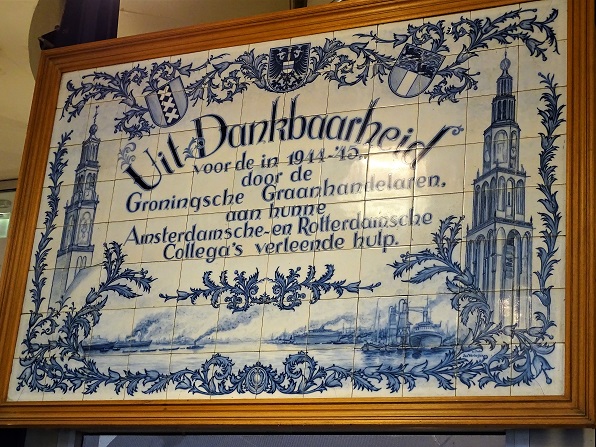 Uit Dankbaarheid
voor de in 1944-'45,
door de
Groningsche Graanhandelaren,
aan hunne
Amsterdamsche- en Rotterdamsche
Collega's verleende hulp.